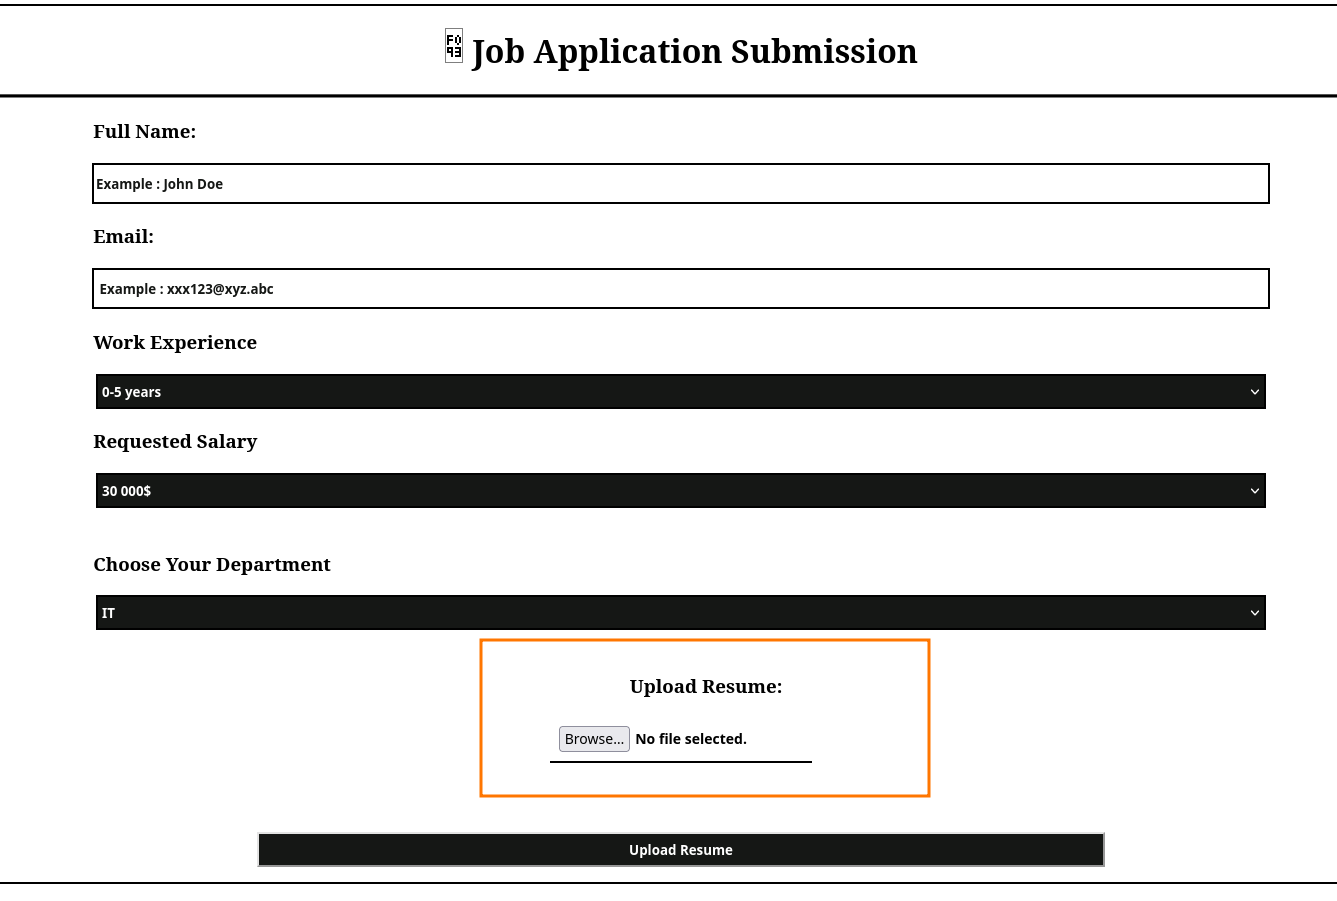 Job Application Submission
Full Name:
Example : John Doe
Email:
Example : xxx123@xyz.abc
Work Experience
0-5 years
Requested Salary
30 000$
Choose Your Department
IT
Upload Resume:
Browse... No file selected.
Upload Resume